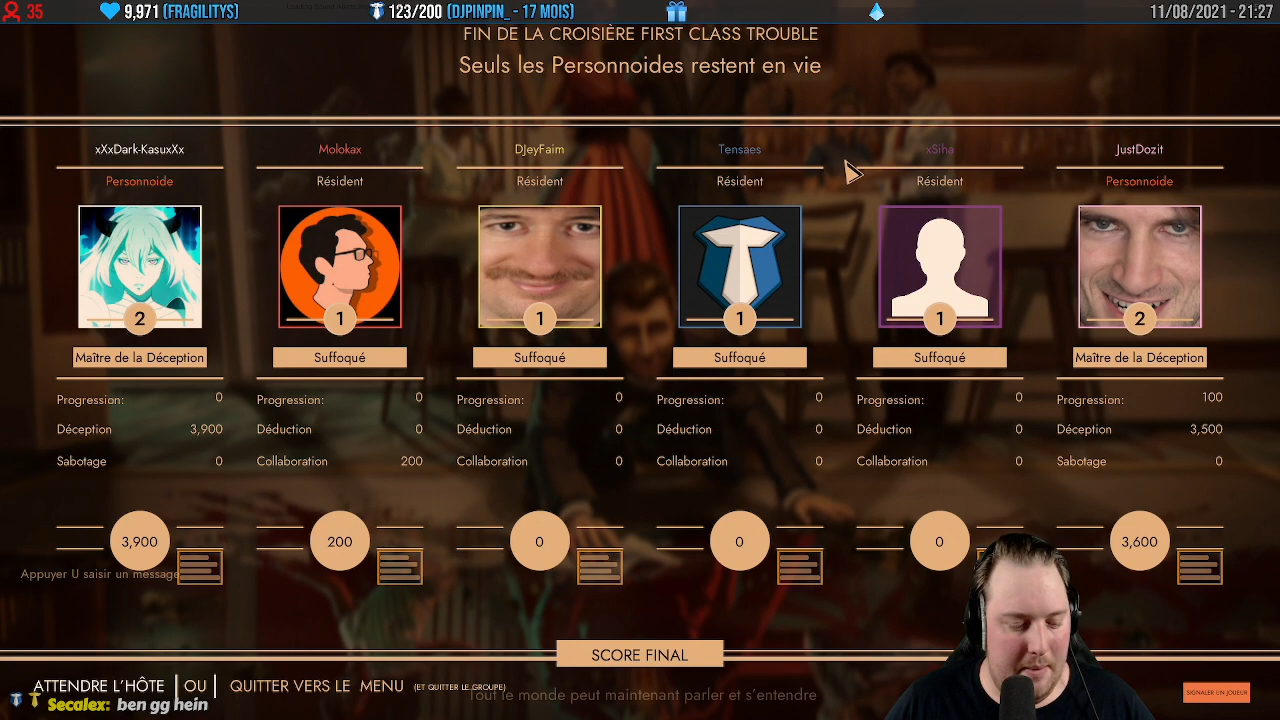 35
9,971 (FRAGILITYS)
123/200 (DJPINPIN_ - 17 MOIS)
11/08/2021 - 21:27
FIN DE LA CROISIÈRE FIRST CLASS TROUBLE
Seuls les Personnoides restent en vie
xXxDark-KasuxXx
Personnoide
2
Maître de la Déception
Progression: 0
Déception 3,900
Sabotage 0
3,900
Molokax
Résident
1
Suffoqué
Progression: 0
Déduction 0
Collaboration 200
200
DJeyFaim
Résident
1
Suffoqué
Progression: 0
Déduction 0
Collaboration 0
0
Tensaes
Résident
1
Suffoqué
Progression: 0
Déduction 0
Collaboration 0
0
xSiha
Résident
1
Suffoqué
Progression: 0
Déduction 0
Collaboration 0
0
JustDozit
Personnoide
2
Maître de la Déception
Progression: 100
Déception 3,500
Sabotage 0
3,600
Appuyer U saisir un message
SCORE FINAL
ATTENDRE L'HÔTE | OU | QUITTER VERS LE MENU (ET QUITTER LE GROUPE)
Tout le monde peut maintenant parler et s'entendre
SIGNALER UN JOUEUR
Secalex: ben gg hein